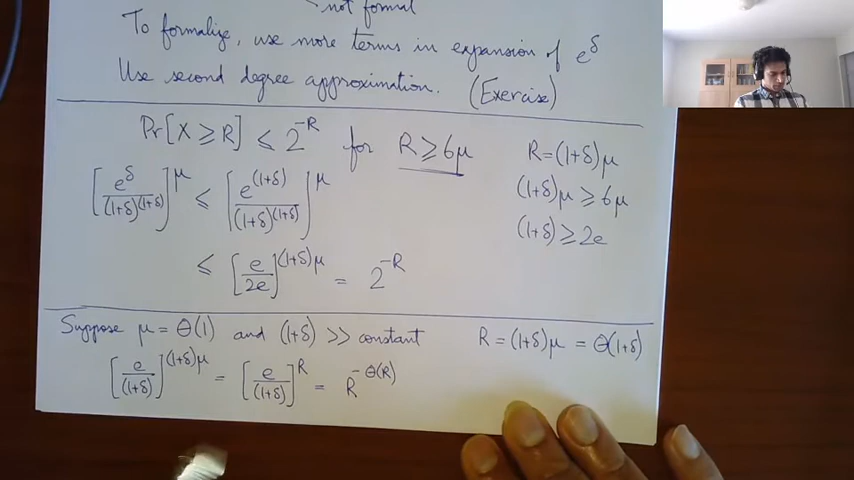 not formal
To formalize, use more terms in expansion of e^δ
Use second degree approximation. (Exercise)
Pr[X ≥ R] ≤ 2^{-R} for R ≥ 6μ
R = (1+δ)μ
(1+δ)μ ≥ 6μ
(1+δ) ≥ 2e
[e^δ / (1+δ)^{(1+δ)}]^μ ≤ [e^{(1+δ)} / (1+δ)^{(1+δ)}]^μ
≤ [e / 2e]^{(1+δ)μ} = 2^{-R}
Suppose μ = Θ(1) and (1+δ) >> constant
R = (1+δ)μ = Θ(1+δ)
[e / (1+δ)]^{(1+δ)μ} = [e / (1+δ)]^R = R^{-Θ(R)}